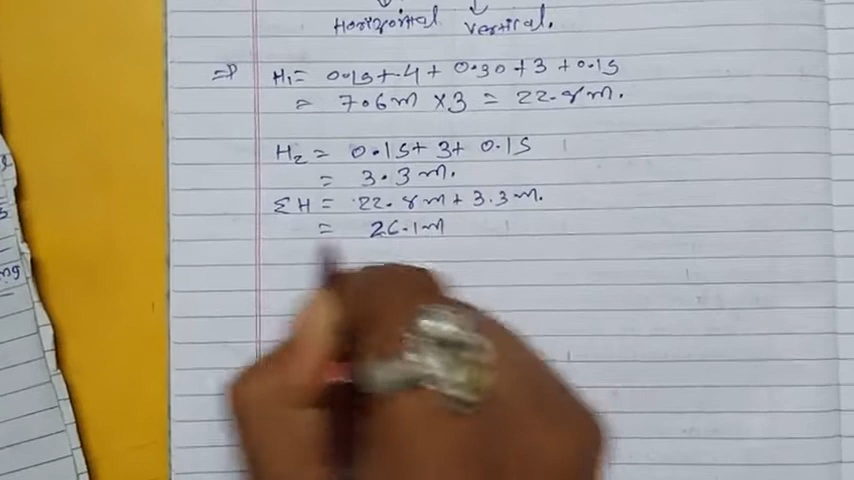 Horizontal Vertical.
⇒ H₁= 0.15+4+0.30+3+0.15
= 7.6m ×3 = 22.8m.
H₂ = 0.15+3+0.15
= 3.3m.
ΣH = 22.8m+3.3m.
= 26.1m